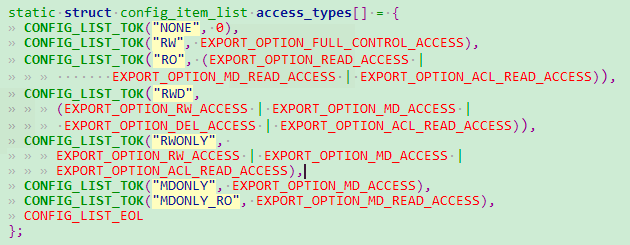 static struct config_item_list access_types[] = {
CONFIG_LIST_TOK("NONE", 0),
CONFIG_LIST_TOK("RW", EXPORT_OPTION_FULL_CONTROL_ACCESS),
CONFIG_LIST_TOK("RO", (EXPORT_OPTION_READ_ACCESS |
EXPORT_OPTION_MD_READ_ACCESS | EXPORT_OPTION_ACL_READ_ACCESS)),
CONFIG_LIST_TOK("RWD",
(EXPORT_OPTION_RW_ACCESS | EXPORT_OPTION_MD_ACCESS |
EXPORT_OPTION_DEL_ACCESS | EXPORT_OPTION_ACL_READ_ACCESS)),
CONFIG_LIST_TOK("RWONLY",
EXPORT_OPTION_RW_ACCESS | EXPORT_OPTION_MD_ACCESS |
EXPORT_OPTION_ACL_READ_ACCESS),
CONFIG_LIST_TOK("MDONLY", EXPORT_OPTION_MD_ACCESS),
CONFIG_LIST_TOK("MDONLY_RO", EXPORT_OPTION_MD_READ_ACCESS),
CONFIG_LIST_EOL
};